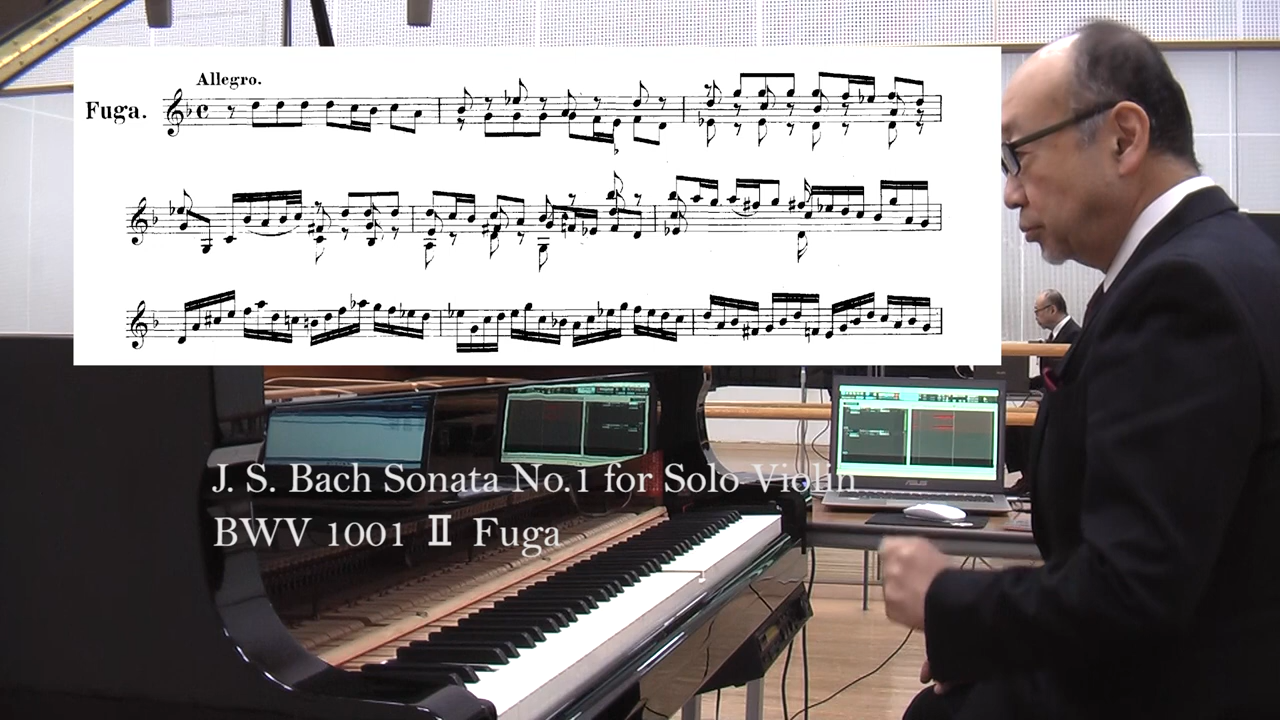 Allegro.
Fuga.
J. S. Bach Sonata No.1 for Solo Violin
BWV 1001 Ⅱ Fuga
ASUS